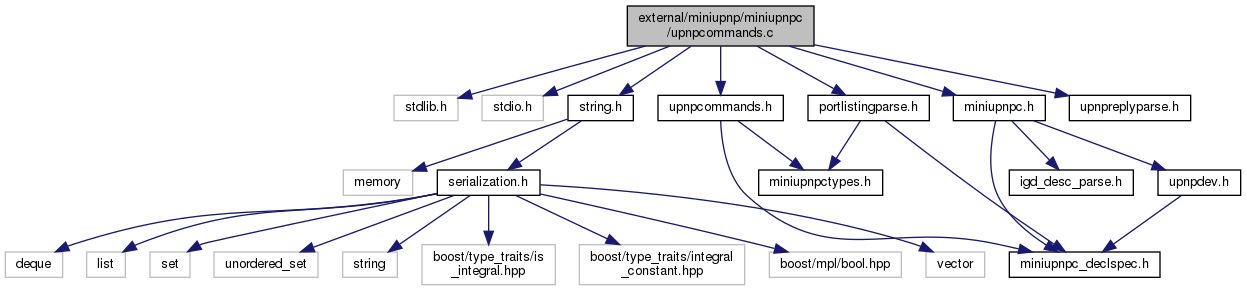 external/miniupnp/miniupnpc
/upnpcommands.c
stdlib.h
stdio.h
string.h
upnpcommands.h
portlistingparse.h
miniupnpc.h
upnpreplyparse.h
memory
serialization.h
miniupnpctypes.h
igd_desc_parse.h
upnpdev.h
deque
list
set
unordered_set
string
boost/type_traits/is
_integral.hpp
boost/type_traits/integral
_constant.hpp
boost/mpl/bool.hpp
vector
miniupnpc_declspec.h